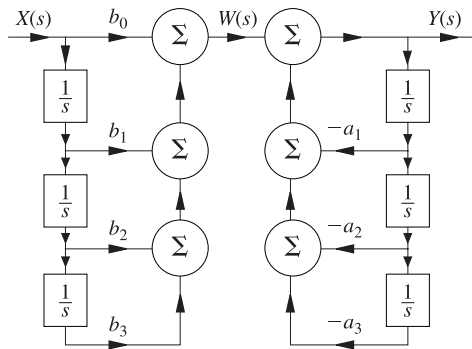 X(s) b₀ Σ W(s) Σ Y(s)
1/s 1/s
b₁ Σ Σ −a₁
1/s 1/s
b₂ Σ Σ −a₂
1/s 1/s
b₃ −a₃